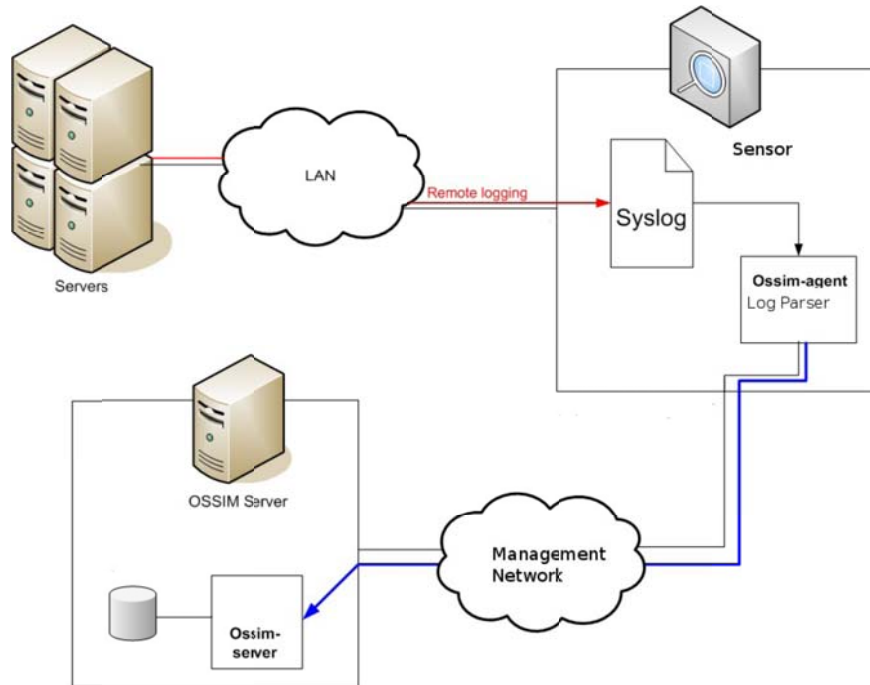 Sensor
LAN
Remote logging
Syslog
Servers
Ossim-agent
Log Parser
OSSIM Server
Management
Network
Ossim-
server